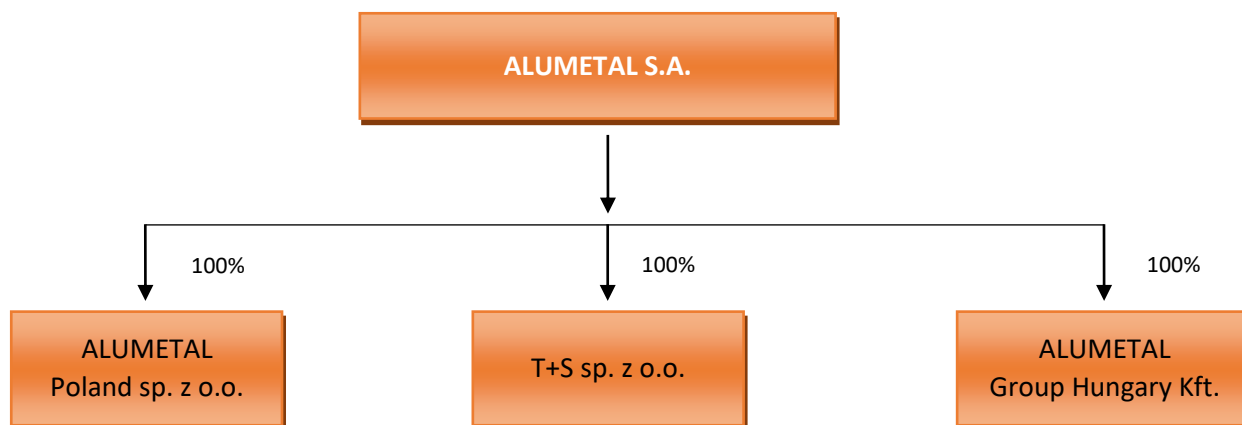 ALUMETAL S.A.
100%
100%
100%
ALUMETAL
Poland sp. z o.o.
T+S sp. z o.o.
ALUMETAL
Group Hungary Kft.